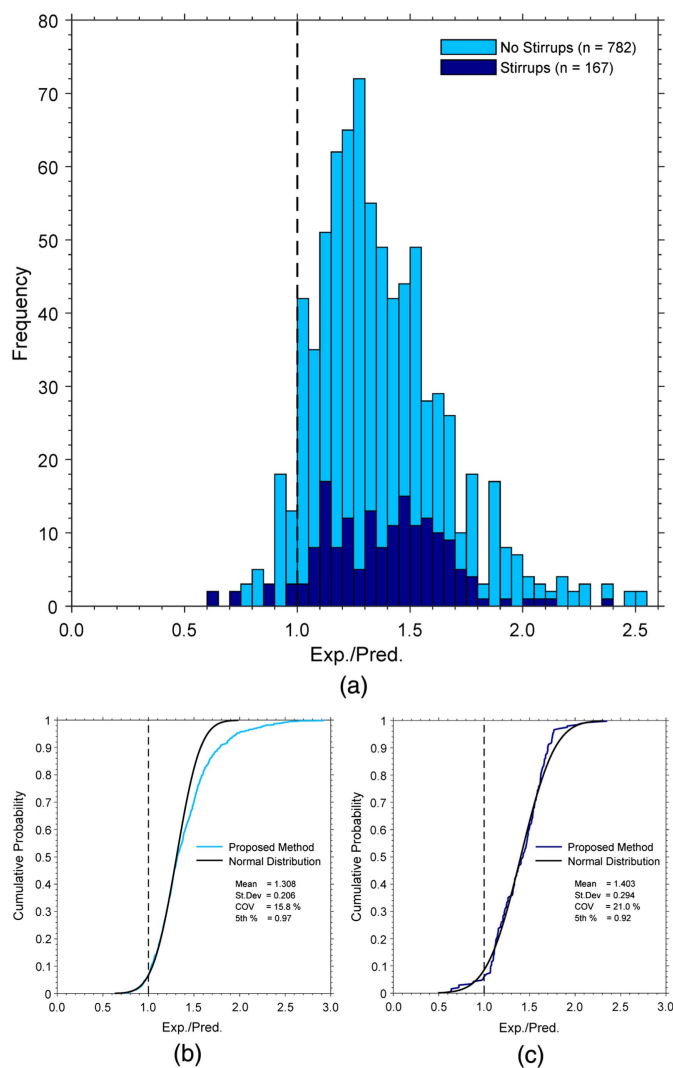 80
70
60
50
40
30
20
10
0
Frequency
No Stirrups (n = 782)
Stirrups (n = 167)
0.0 0.5 1.0 1.5 2.0 2.5
Exp./Pred.
(a)
1
0.9
0.8
0.7
0.6
0.5
0.4
0.3
0.2
0.1
0
Cumulative Probability
Proposed Method
Normal Distribution
Mean = 1.308
St.Dev = 0.206
COV = 15.8 %
5th % = 0.97
0.0 0.5 1.0 1.5 2.0 2.5 3.0
Exp./Pred.
(b)
1
0.9
0.8
0.7
0.6
0.5
0.4
0.3
0.2
0.1
0
Cumulative Probability
Proposed Method
Normal Distribution
Mean = 1.403
St.Dev = 0.294
COV = 21.0 %
5th % = 0.92
0.0 0.5 1.0 1.5 2.0 2.5 3.0
Exp./Pred.
(c)